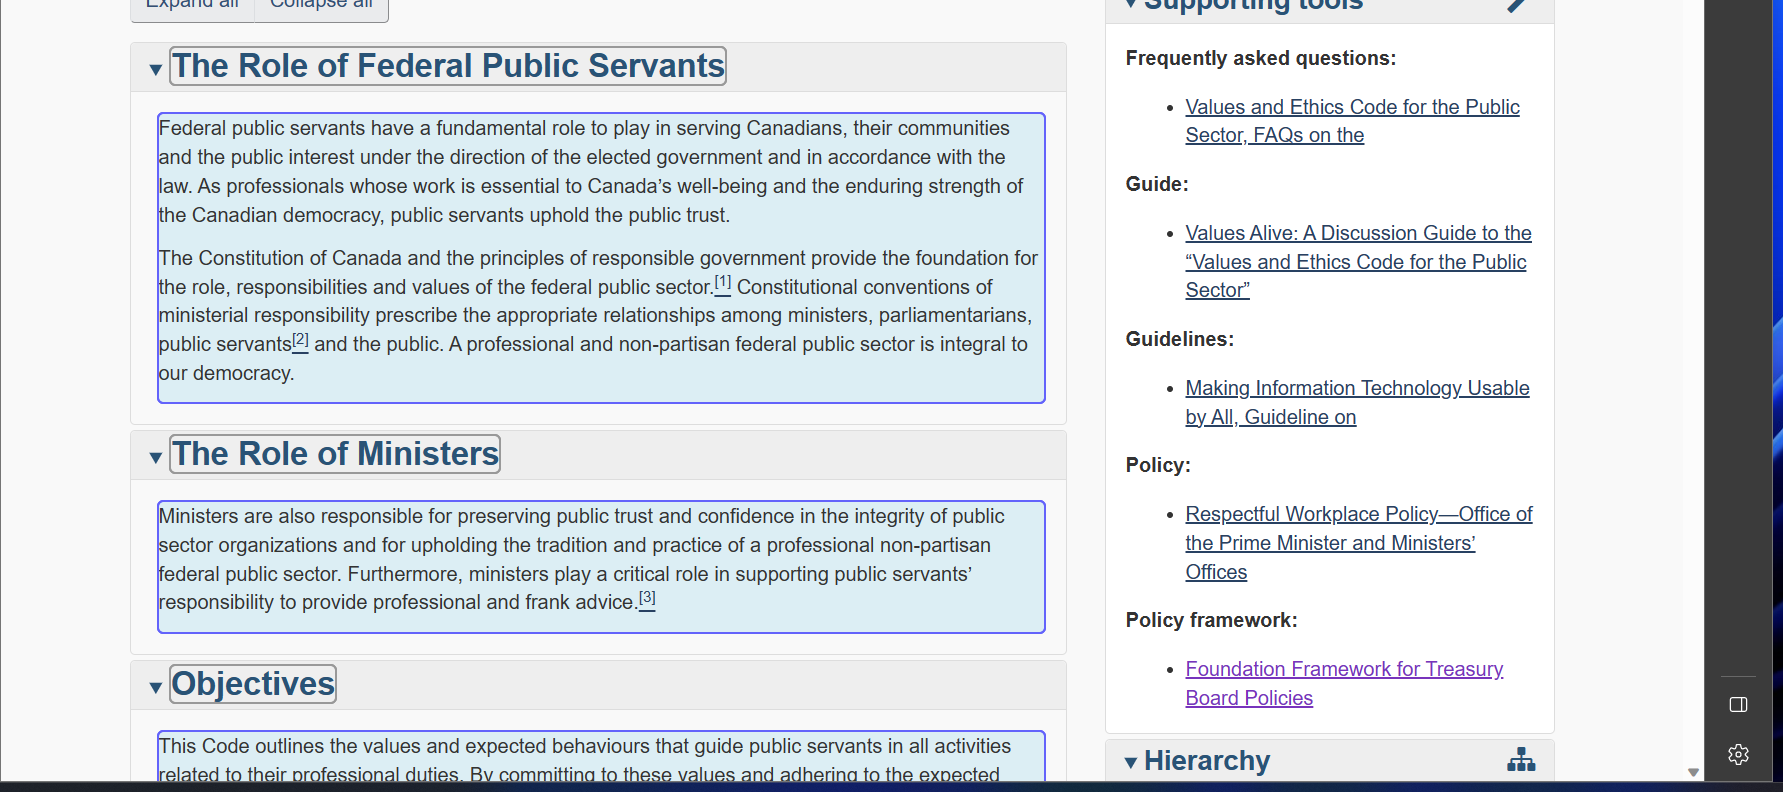 Expand all
Collapse all
The Role of Federal Public Servants
Federal public servants have a fundamental role to play in serving Canadians, their communities
and the public interest under the direction of the elected government and in accordance with the
law. As professionals whose work is essential to Canada’s well-being and the enduring strength of
the Canadian democracy, public servants uphold the public trust.
The Constitution of Canada and the principles of responsible government provide the foundation for
the role, responsibilities and values of the federal public sector.[1] Constitutional conventions of
ministerial responsibility prescribe the appropriate relationships among ministers, parliamentarians,
public servants[2] and the public. A professional and non-partisan federal public sector is integral to
our democracy.
The Role of Ministers
Ministers are also responsible for preserving public trust and confidence in the integrity of public
sector organizations and for upholding the tradition and practice of a professional non-partisan
federal public sector. Furthermore, ministers play a critical role in supporting public servants’
responsibility to provide professional and frank advice.[3]
Objectives
This Code outlines the values and expected behaviours that guide public servants in all activities
related to their professional duties. By committing to these values and adhering to the expected
Supporting tools
Frequently asked questions:
Values and Ethics Code for the Public
Sector, FAQs on the
Guide:
Values Alive: A Discussion Guide to the
“Values and Ethics Code for the Public
Sector”
Guidelines:
Making Information Technology Usable
by All, Guideline on
Policy:
Respectful Workplace Policy—Office of
the Prime Minister and Ministers’
Offices
Policy framework:
Foundation Framework for Treasury
Board Policies
Hierarchy